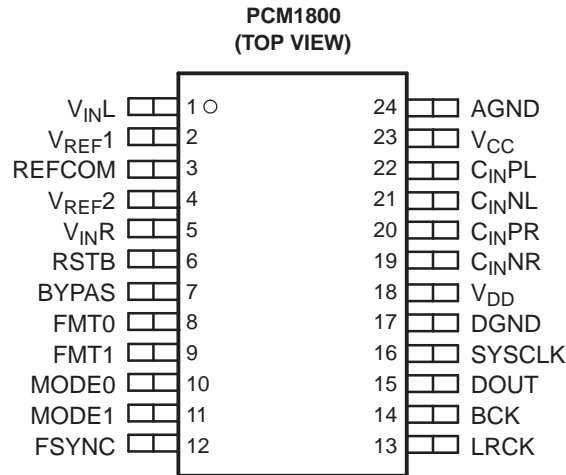 PCM1800
(TOP VIEW)
VINL 1 24 AGND
VREF1 2 23 VCC
REFCOM 3 22 CINPL
VREF2 4 21 CINNL
VINR 5 20 CINPR
RSTB 6 19 CINNR
BYPAS 7 18 VDD
FMT0 8 17 DGND
FMT1 9 16 SYSCLK
MODE0 10 15 DOUT
MODE1 11 14 BCK
FSYNC 12 13 LRCK